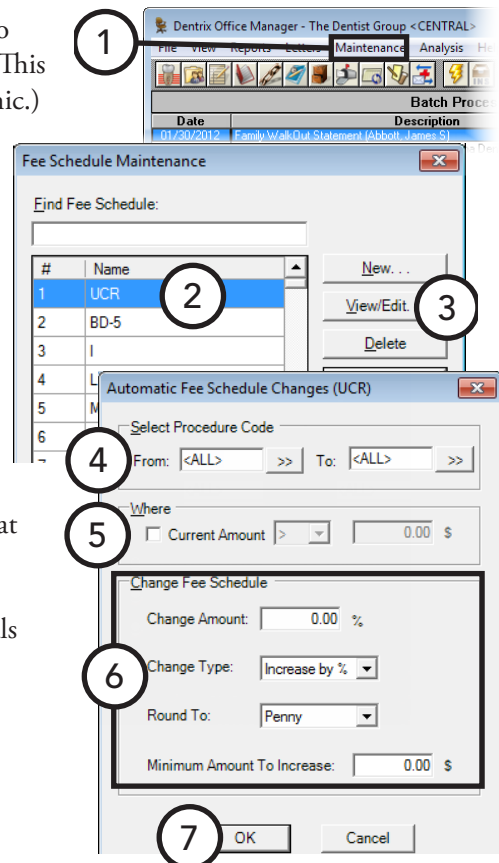 o
This
nic.)
at
ls
1
Dentrix Office Manager - The Dentist Group <CENTRAL>
File View Reports Letters Maintenance Analysis
Batch
Date Description
01/30/2012 Family WalkOut Statement (Abbott, James S)
Fee Schedule Maintenance
Find Fee Schedule:
# Name
1 UCR 2
2 BD-5
3 I
4 L
5 M
6
New. . .
View/Edit. 3
Delete
Automatic Fee Schedule Changes (UCR)
Select Procedure Code
4 From: <ALL> >> To: <ALL> >>
Where
5 Current Amount > 0.00 $
Change Fee Schedule
Change Amount: 0.00 %
6 Change Type: Increase by %
Round To: Penny
Minimum Amount To Increase: 0.00 $
7 OK Cancel